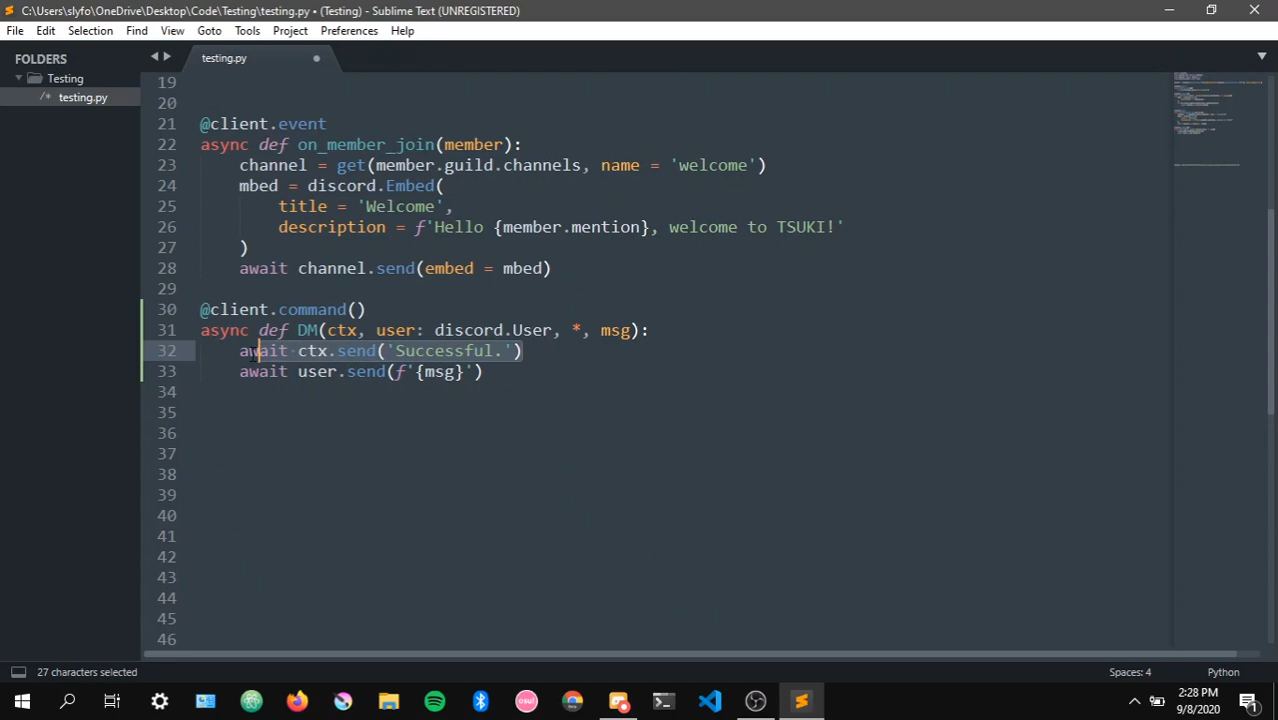 C:\Users\slyfo\OneDrive\Desktop\Code\Testing\testing.py • (Testing) - Sublime Text (UNREGISTERED)
File Edit Selection Find View Goto Tools Project Preferences Help
FOLDERS
Testing
/* testing.py
testing.py
19
20
21 @client.event
22 async def on_member_join(member):
23 channel = get(member.guild.channels, name = 'welcome')
24 mbed = discord.Embed(
25 title = 'Welcome',
26 description = f'Hello {member.mention}, welcome to TSUKI!'
27 )
28 await channel.send(embed = mbed)
29
30 @client.command()
31 async def DM(ctx, user: discord.User, *, msg):
32 await ctx.send('Successful.')
33 await user.send(f'{msg}')
34
35
36
37
38
39
40
41
42
43
44
45
46
27 characters selected Spaces: 4 Python
osu!
2:28 PM
9/8/2020
1